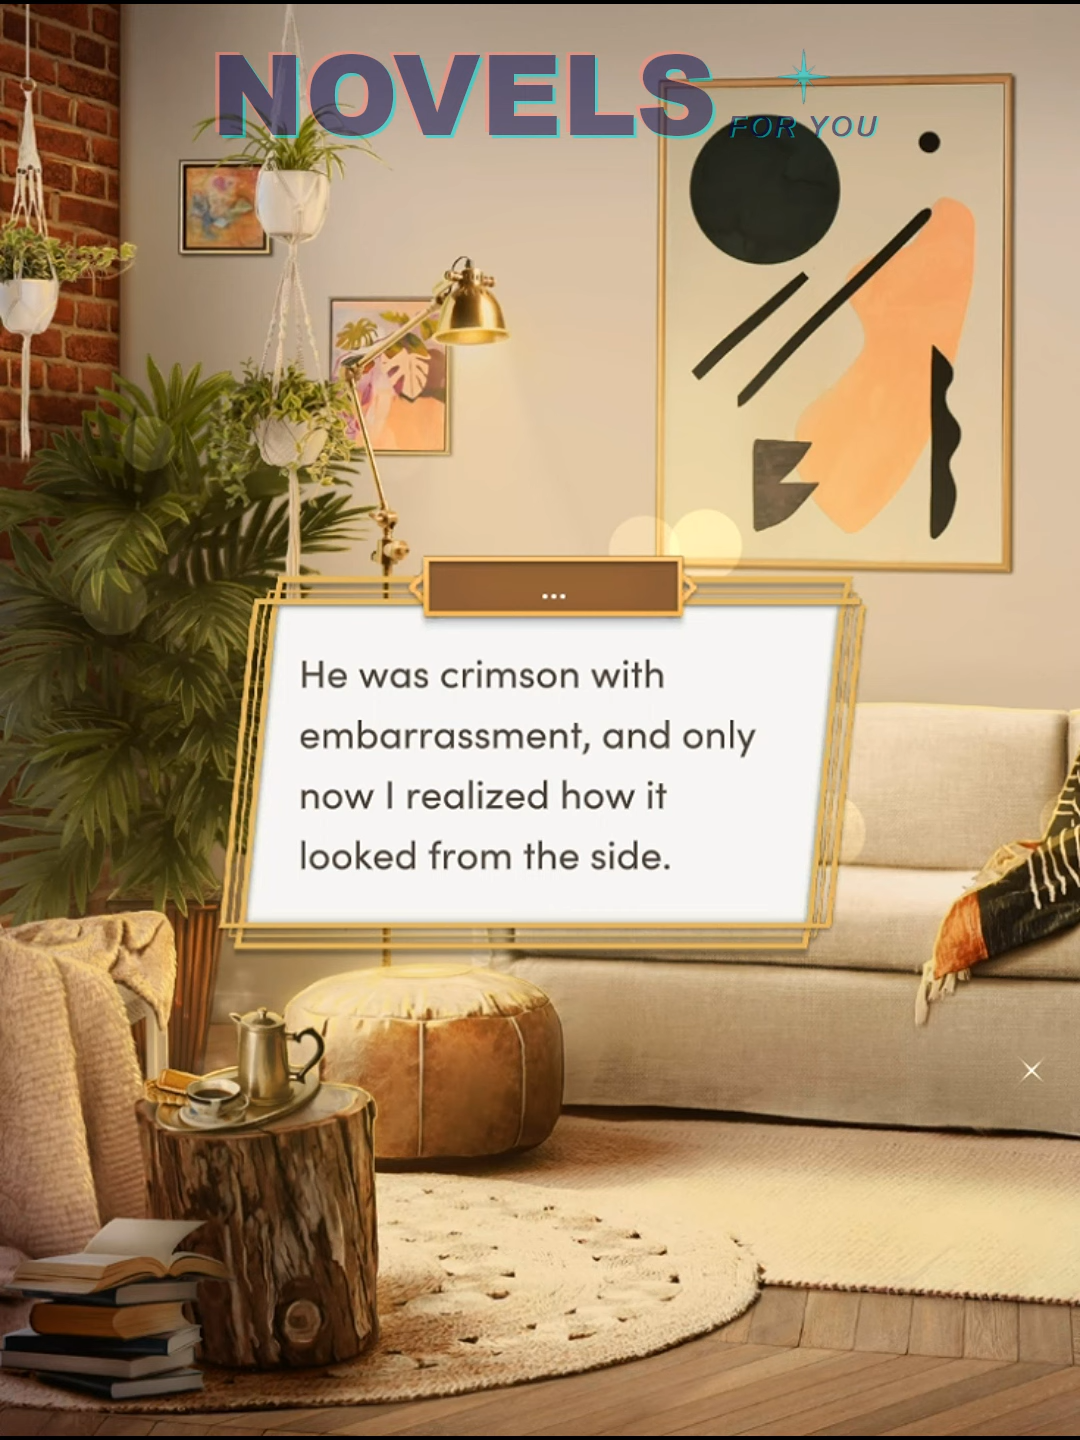 NOVELS
FOR YOU
...
He was crimson with
embarrassment, and only
now I realized how it
looked from the side.